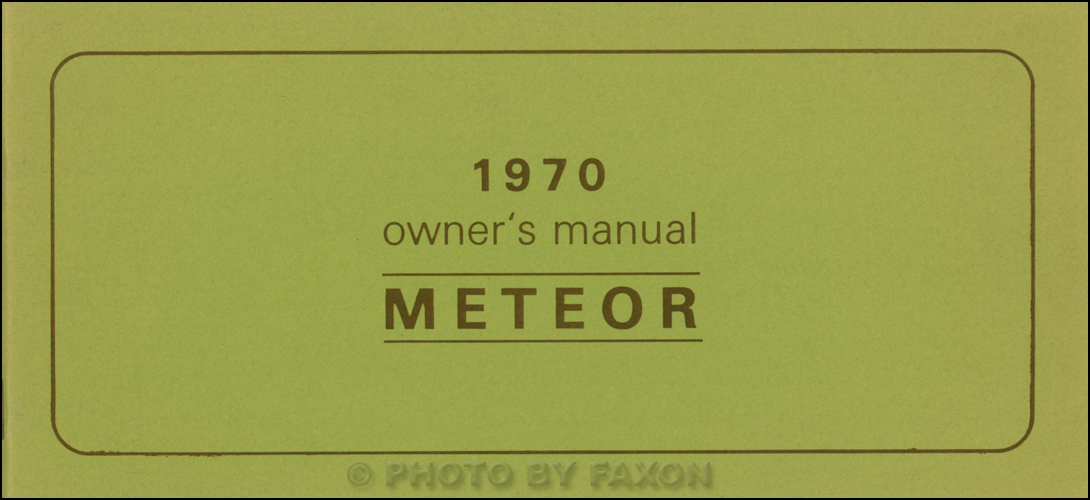 1970
owner‘s manual
METEOR
© PHOTO BY FAXON